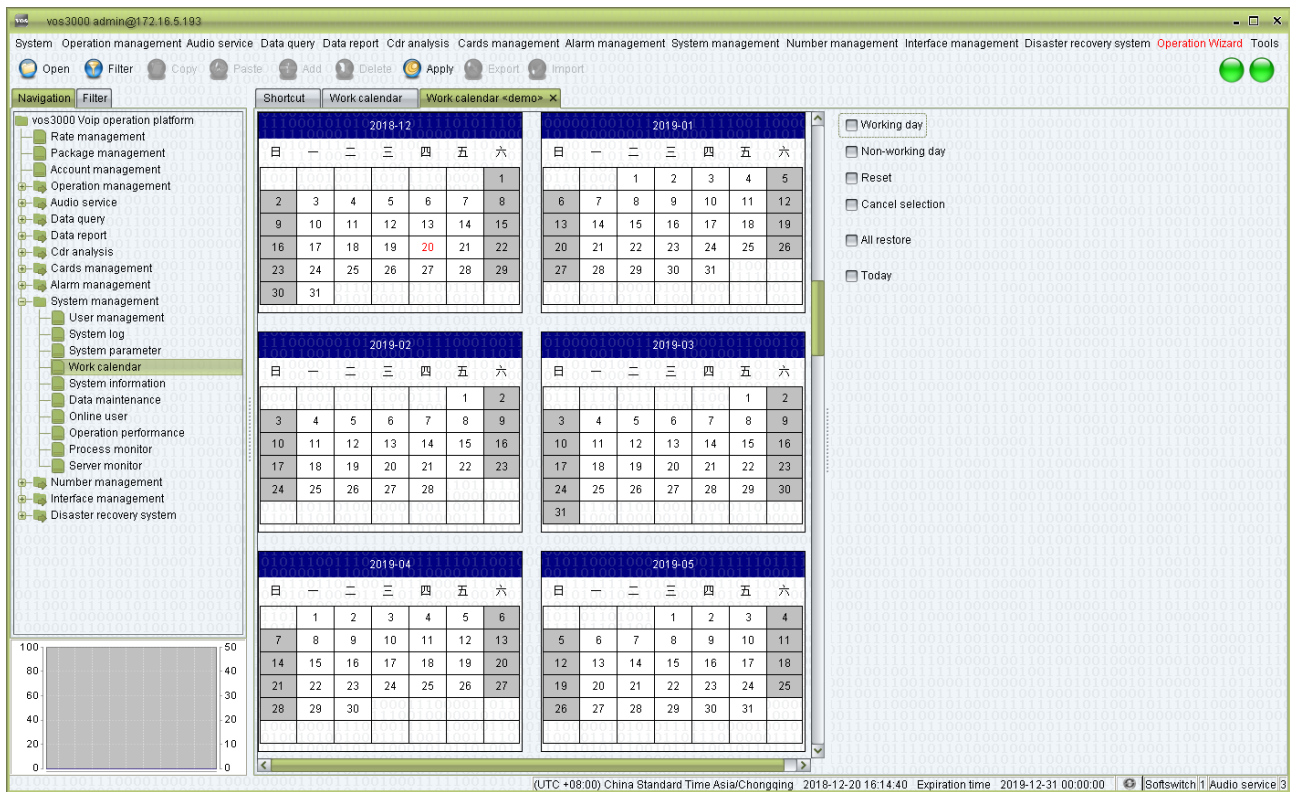 vos3000 admin@172.16.5.193
System Operation management Audio service Data query Data report Cdr analysis Cards management Alarm management System management Number management Interface management Disaster recovery system Operation Wizard Tools
Open Filter Copy Paste Add Delete Apply Export Import
Navigation Filter
Shortcut Work calendar Work calendar <demo>
vos3000 Voip operation platform
Rate management
Package management
Account management
Operation management
Audio service
Data query
Data report
Cdr analysis
Cards management
Alarm management
System management
User management
System log
System parameter
Work calendar
System information
Data maintenance
Online user
Operation performance
Process monitor
Server monitor
Number management
Interface management
Disaster recovery system
100 50
80 40
60 30
40 20
20 10
0 0
2018-12
日 一 二 三 四 五 六
1
2 3 4 5 6 7 8
9 10 11 12 13 14 15
16 17 18 19 20 21 22
23 24 25 26 27 28 29
30 31
2019-01
日 一 二 三 四 五 六
1 2 3 4 5
6 7 8 9 10 11 12
13 14 15 16 17 18 19
20 21 22 23 24 25 26
27 28 29 30 31
2019-02
日 一 二 三 四 五 六
1 2
3 4 5 6 7 8 9
10 11 12 13 14 15 16
17 18 19 20 21 22 23
24 25 26 27 28
2019-03
日 一 二 三 四 五 六
1 2
3 4 5 6 7 8 9
10 11 12 13 14 15 16
17 18 19 20 21 22 23
24 25 26 27 28 29 30
31
2019-04
日 一 二 三 四 五 六
1 2 3 4 5 6
7 8 9 10 11 12 13
14 15 16 17 18 19 20
21 22 23 24 25 26 27
28 29 30
2019-05
日 一 二 三 四 五 六
1 2 3 4
5 6 7 8 9 10 11
12 13 14 15 16 17 18
19 20 21 22 23 24 25
26 27 28 29 30 31
Working day
Non-working day
Reset
Cancel selection
All restore
Today
(UTC +08:00) China Standard Time Asia/Chongqing 2018-12-20 16:14:40 Expiration time 2019-12-31 00:00:00 Softswitch 1 Audio service 3